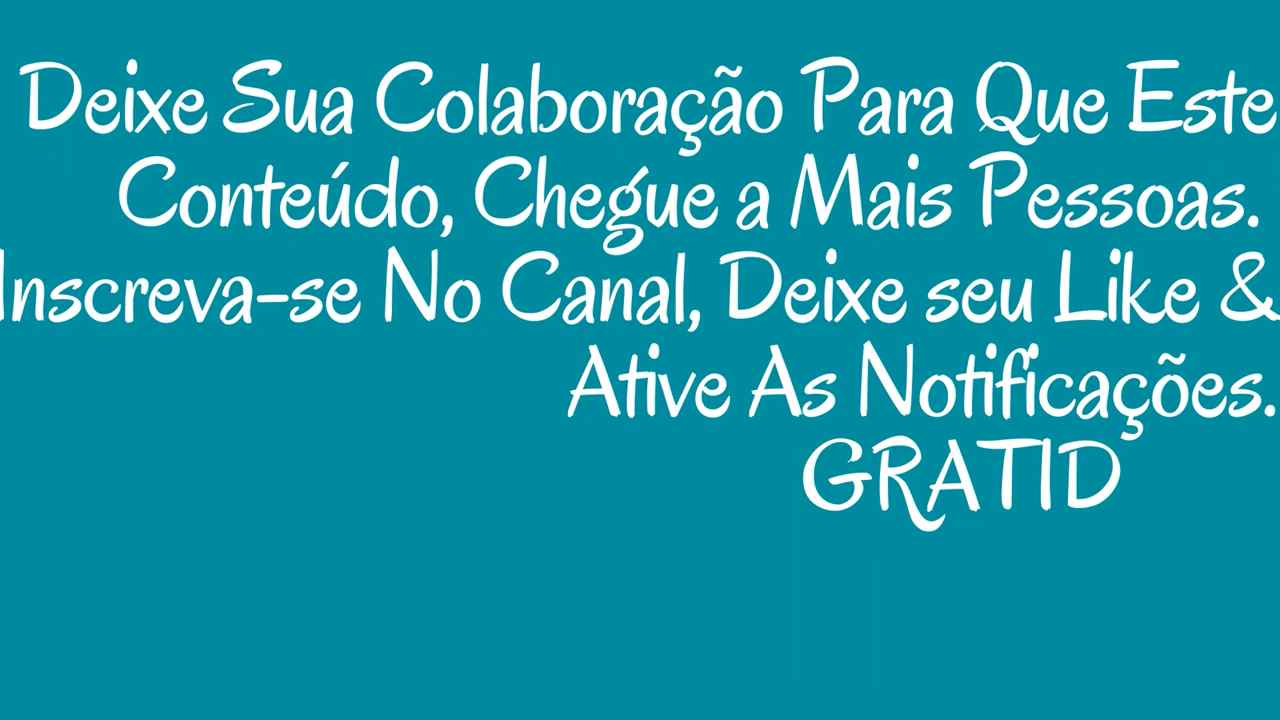 Deixe Sua Colaboração Para Que Este
Conteúdo, Chegue a Mais Pessoas.
Inscreva-se No Canal, Deixe seu Like &
Ative As Notificações.
GRATID